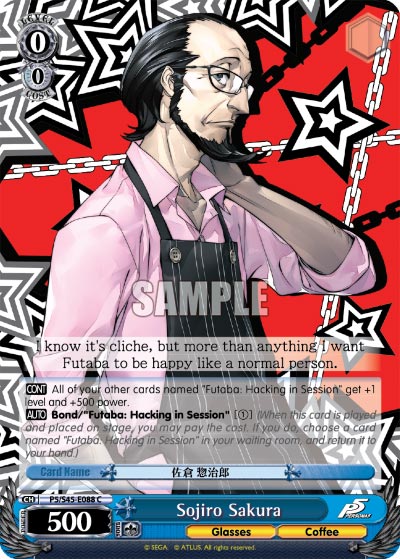 LEVEL
0
0
COST
SAMPLE
I know it's cliche, but more than anything I want
Futaba to be happy like a normal person.
CONT All of your other cards named "Futaba: Hacking in Session" get +1
level and +500 power.
AUTO Bond/"Futaba: Hacking in Session" [①] (When this card is played
and placed on stage, you may pay the cost. If you do, choose a card
named "Futaba: Hacking in Session" in your waiting room, and return it to
your hand.)
Card Name 佐倉 惣治郎
CH P5/S45-E088 C
500
Sojiro Sakura
P5 PERSONA5
Glasses Coffee
© SEGA. © ATLUS. All rights reserved.